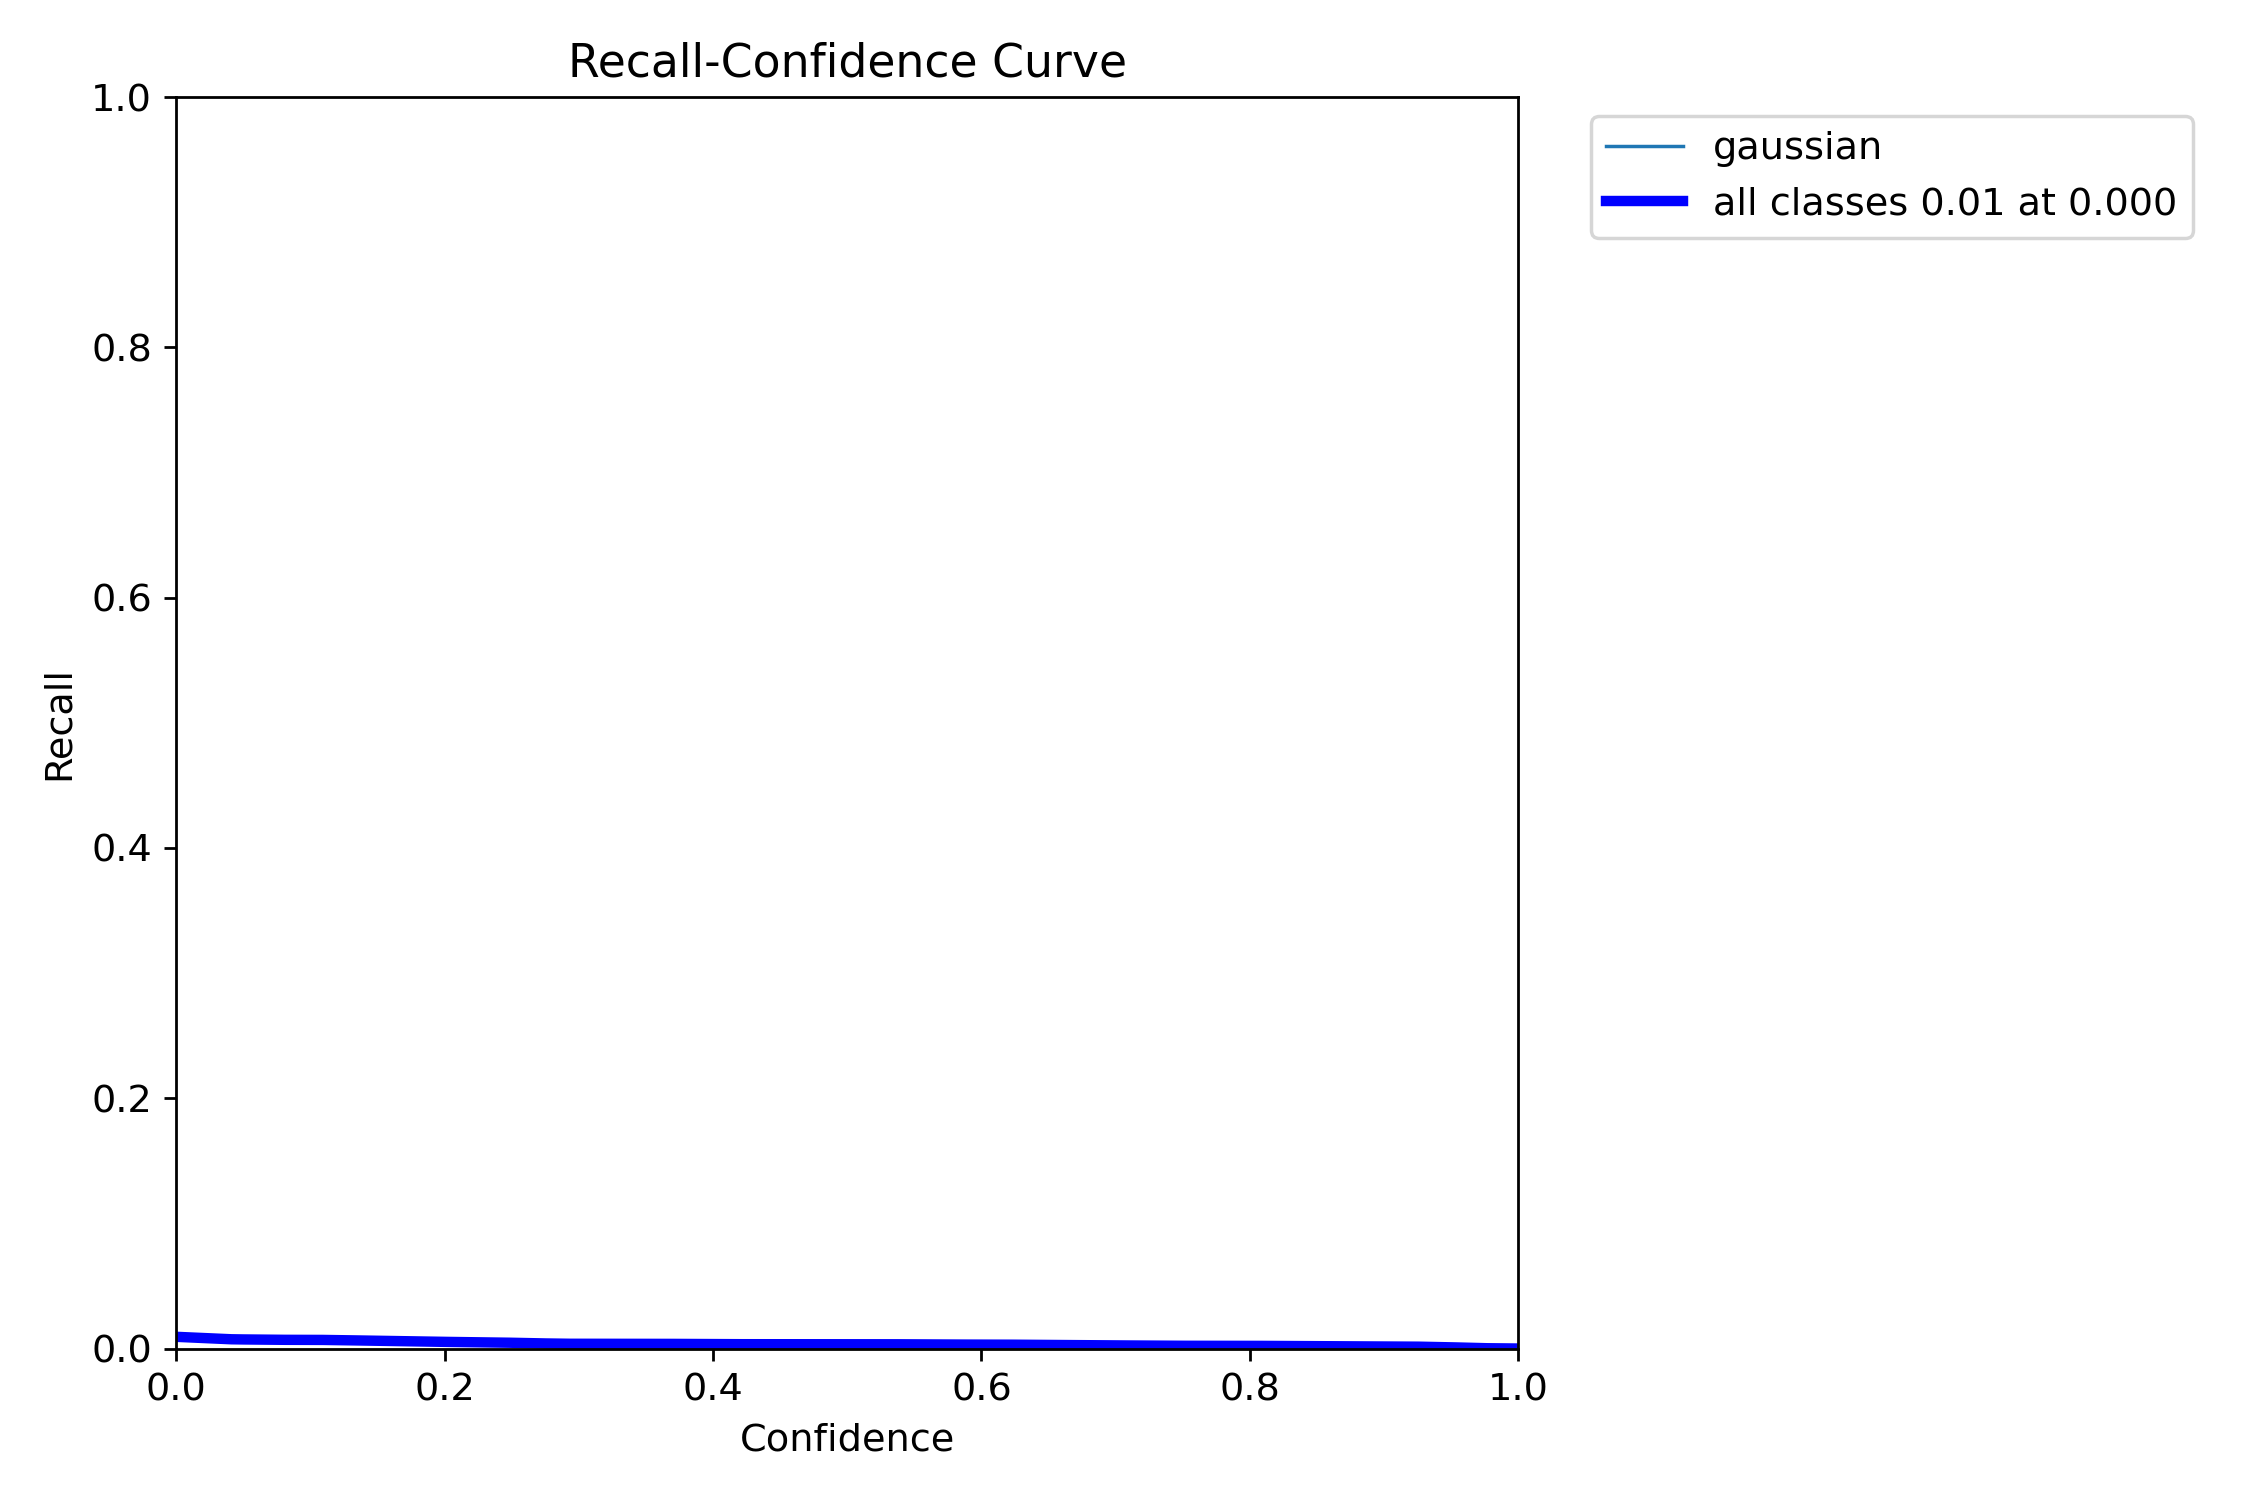 Recall-Confidence Curve
1.0
0.8
0.6
0.4
0.2
0.0
Recall
0.0 0.2 0.4 0.6 0.8 1.0
Confidence
gaussian
all classes 0.01 at 0.000